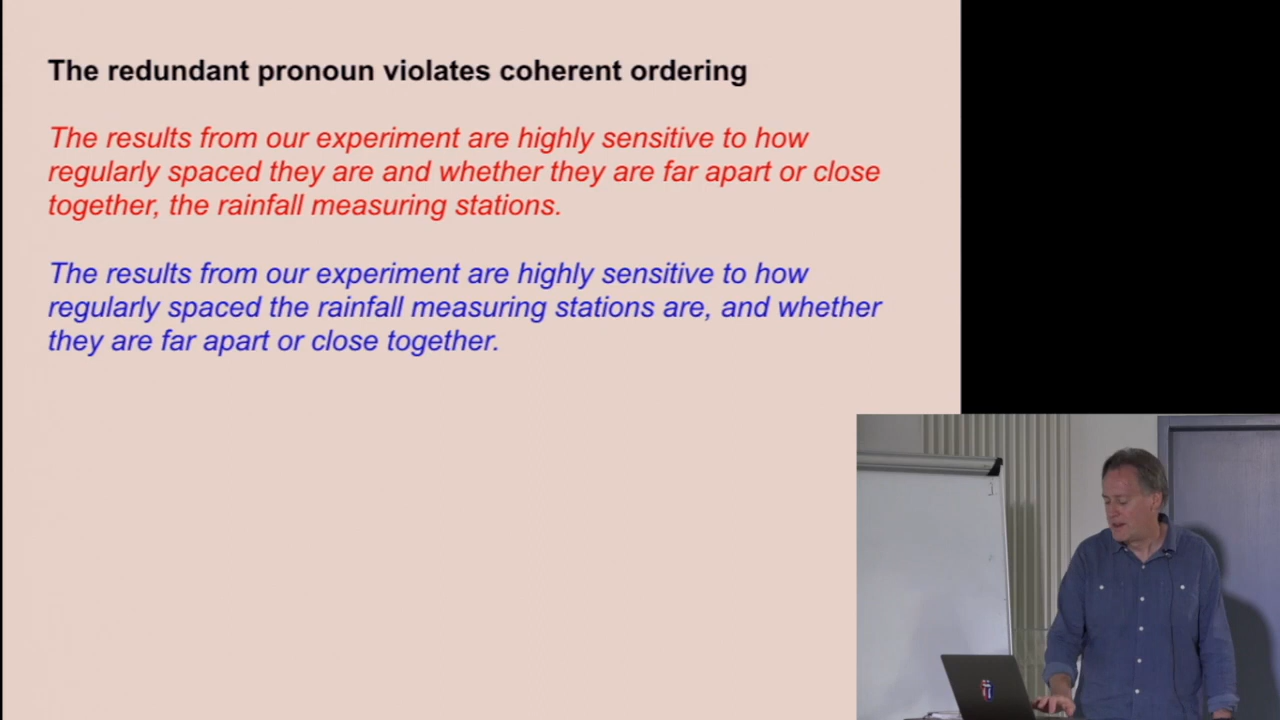 The redundant pronoun violates coherent ordering
The results from our experiment are highly sensitive to how
regularly spaced they are and whether they are far apart or close
together, the rainfall measuring stations.
The results from our experiment are highly sensitive to how
regularly spaced the rainfall measuring stations are, and whether
they are far apart or close together.